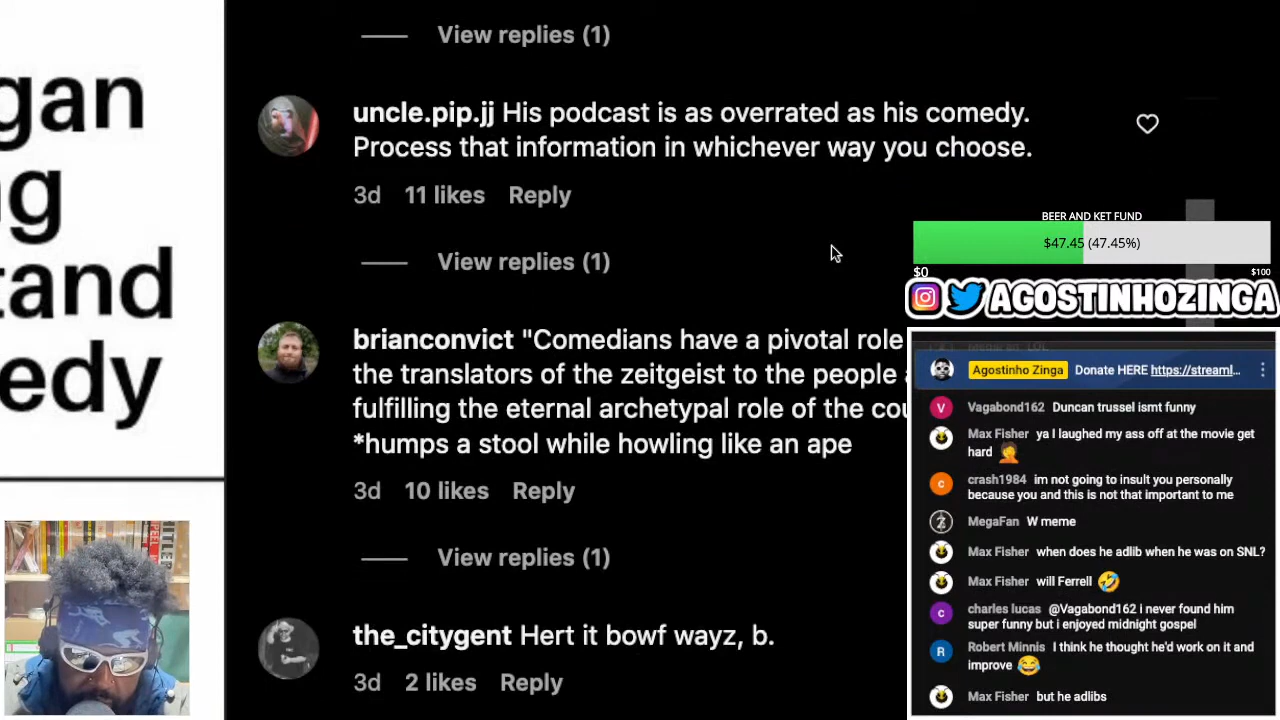 gan
g
tand
edy
View replies (1)
uncle.pip.jj His podcast is as overrated as his comedy.
Process that information in whichever way you choose.
3d 11 likes Reply
View replies (1)
brianconvict "Comedians have a pivotal role
the translators of the zeitgeist to the people
fulfilling the eternal archetypal role of the cou
*humps a stool while howling like an ape
3d 10 likes Reply
View replies (1)
the_citygent Hert it bowf wayz, b.
3d 2 likes Reply
BEER AND KET FUND
$47.45 (47.45%)
$0 $100
AGOSTINHOZINGA
LOL
Agostinho Zinga Donate HERE https://streaml...
Vagabond162 Duncan trussel ismt funny
Max Fisher ya I laughed my ass off at the movie get
hard
crash1984 im not going to insult you personally
because you and this is not that important to me
MegaFan W meme
Max Fisher when does he adlib when he was on SNL?
Max Fisher will Ferrell 🤣
charles lucas @Vagabond162 i never found him
super funny but i enjoyed midnight gospel
Robert Minnis I think he thought he'd work on it and
improve 😂
Max Fisher but he adlibs